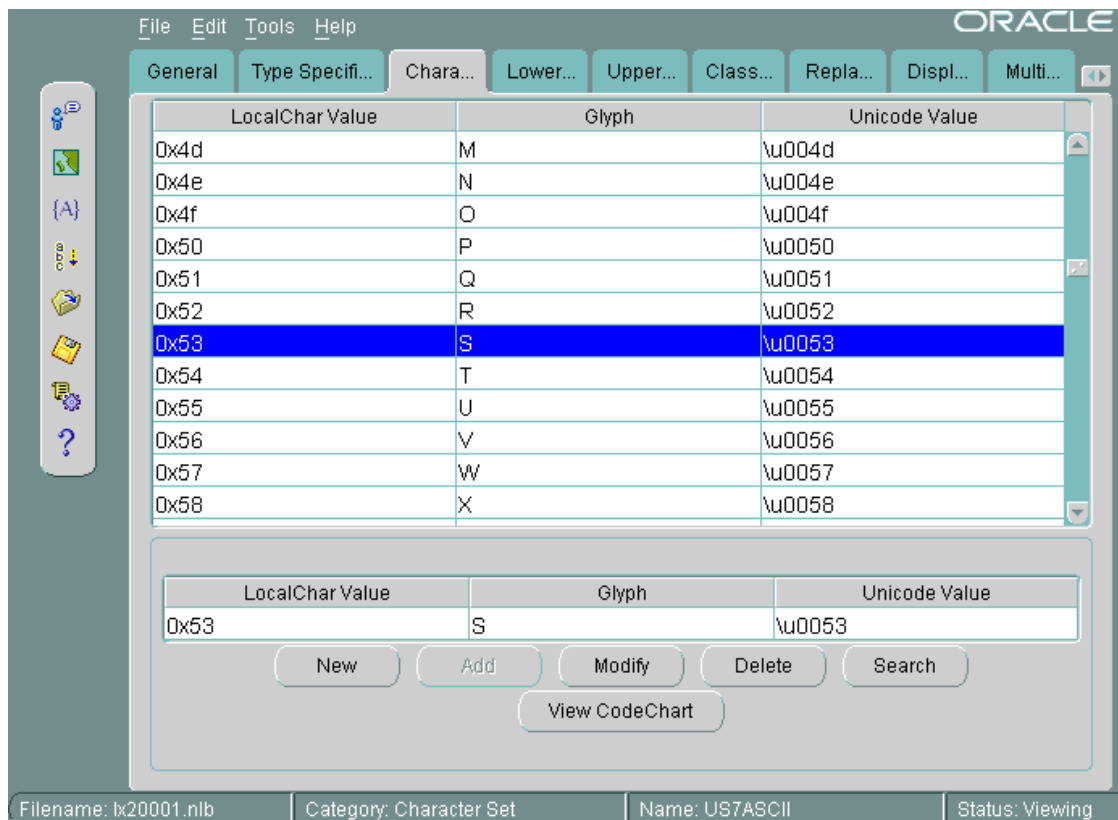 File Edit Tools Help
ORACLE
General Type Specifi... Chara... Lower... Upper... Class... Repla... Displ... Multi...
LocalChar Value Glyph Unicode Value
0x4d M \u004d
0x4e N \u004e
0x4f O \u004f
0x50 P \u0050
0x51 Q \u0051
0x52 R \u0052
0x53 S \u0053
0x54 T \u0054
0x55 U \u0055
0x56 V \u0056
0x57 W \u0057
0x58 X \u0058
{A}
a
b
c
?
LocalChar Value Glyph Unicode Value
0x53 S \u0053
New Add Modify Delete Search
View CodeChart
Filename: lx20001.nlb Category: Character Set Name: US7ASCII Status: Viewing